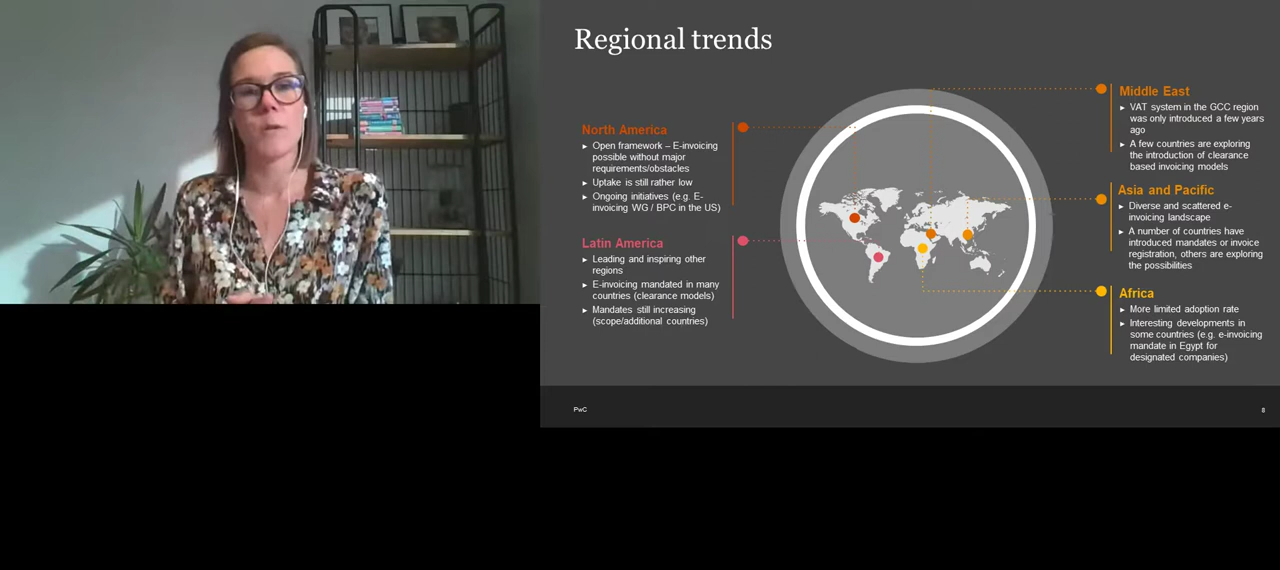 Regional trends
North America
► Open framework – E-invoicing
possible without major
requirements/obstacles
► Uptake is still rather low
► Ongoing initiatives (e.g. E-
invoicing WG / BPC in the US)
Latin America
► Leading and inspiring other
regions
► E-invoicing mandated in many
countries (clearance models)
► Mandates still increasing
(scope/additional countries)
Middle East
► VAT system in the GCC region
was only introduced a few years
ago
► A few countries are exploring
the introduction of clearance
based invoicing models
Asia and Pacific
► Diverse and scattered e-
invoicing landscape
► A number of countries have
introduced mandates or invoice
registration, others are exploring
the possibilities
Africa
► More limited adoption rate
► Interesting developments in
some countries (e.g. e-invoicing
mandate in Egypt for
designated companies)
PwC
8